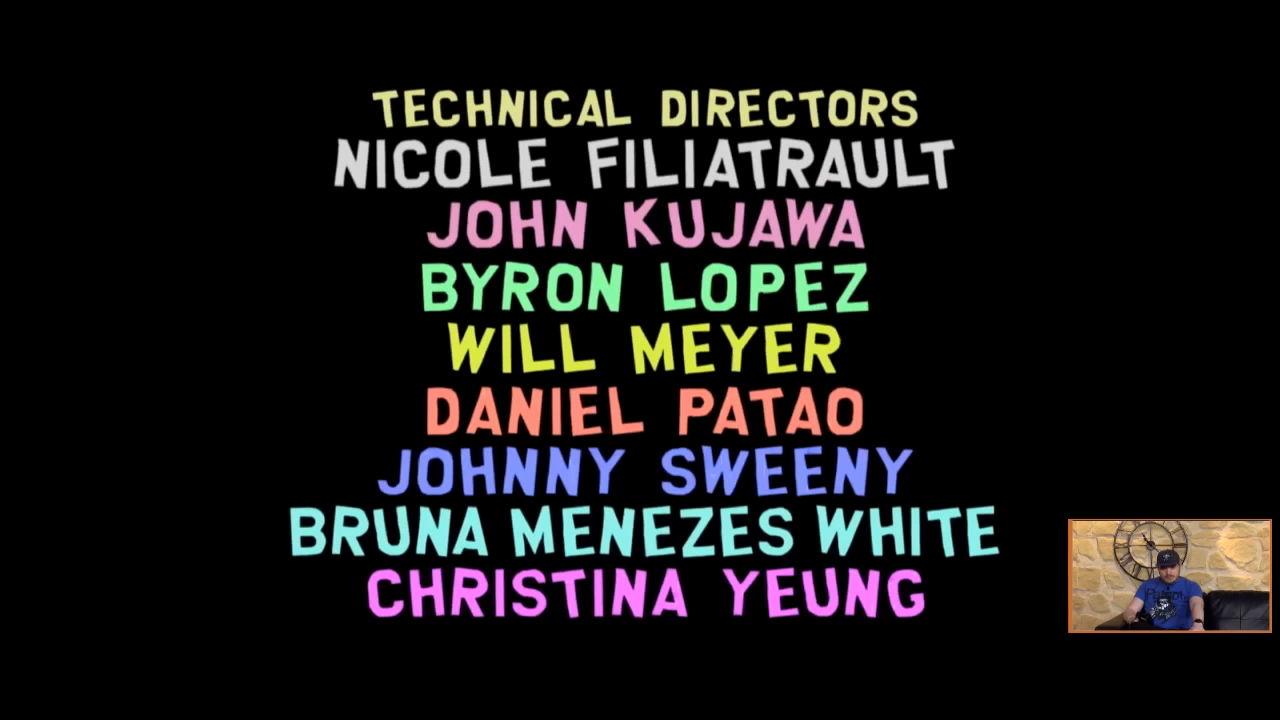 TECHNICAL DIRECTORS
NICOLE FILIATRAULT
JOHN KUJAWA
BYRON LOPEZ
WILL MEYER
DANIEL PATAO
JOHNNY SWEENY
BRUNA MENEZES WHITE
CHRISTINA YEUNG